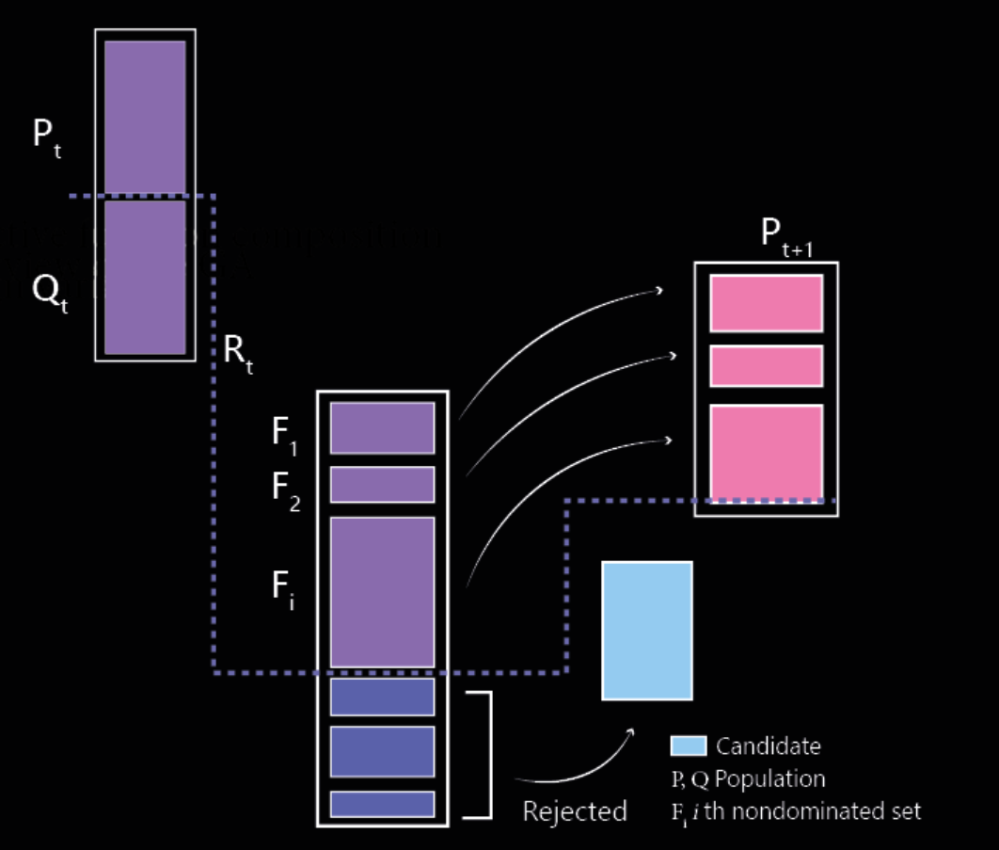 Pt
Qt
Rt
Pt+1
F1
F2
Fi
Rejected
Candidate
P, Q Population
Fi i th nondominated set